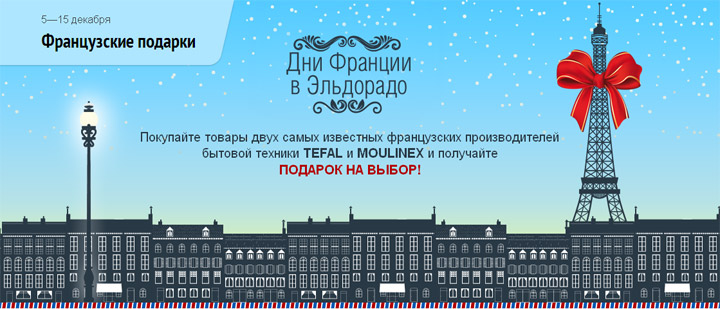 5—15 декабря
Французские подарки
Дни Франции
в Эльдорадо
Покупайте товары двух самых известных французских производителей
бытовой техники TEFAL и MOULINEX и получайте
ПОДАРОК НА ВЫБОР!